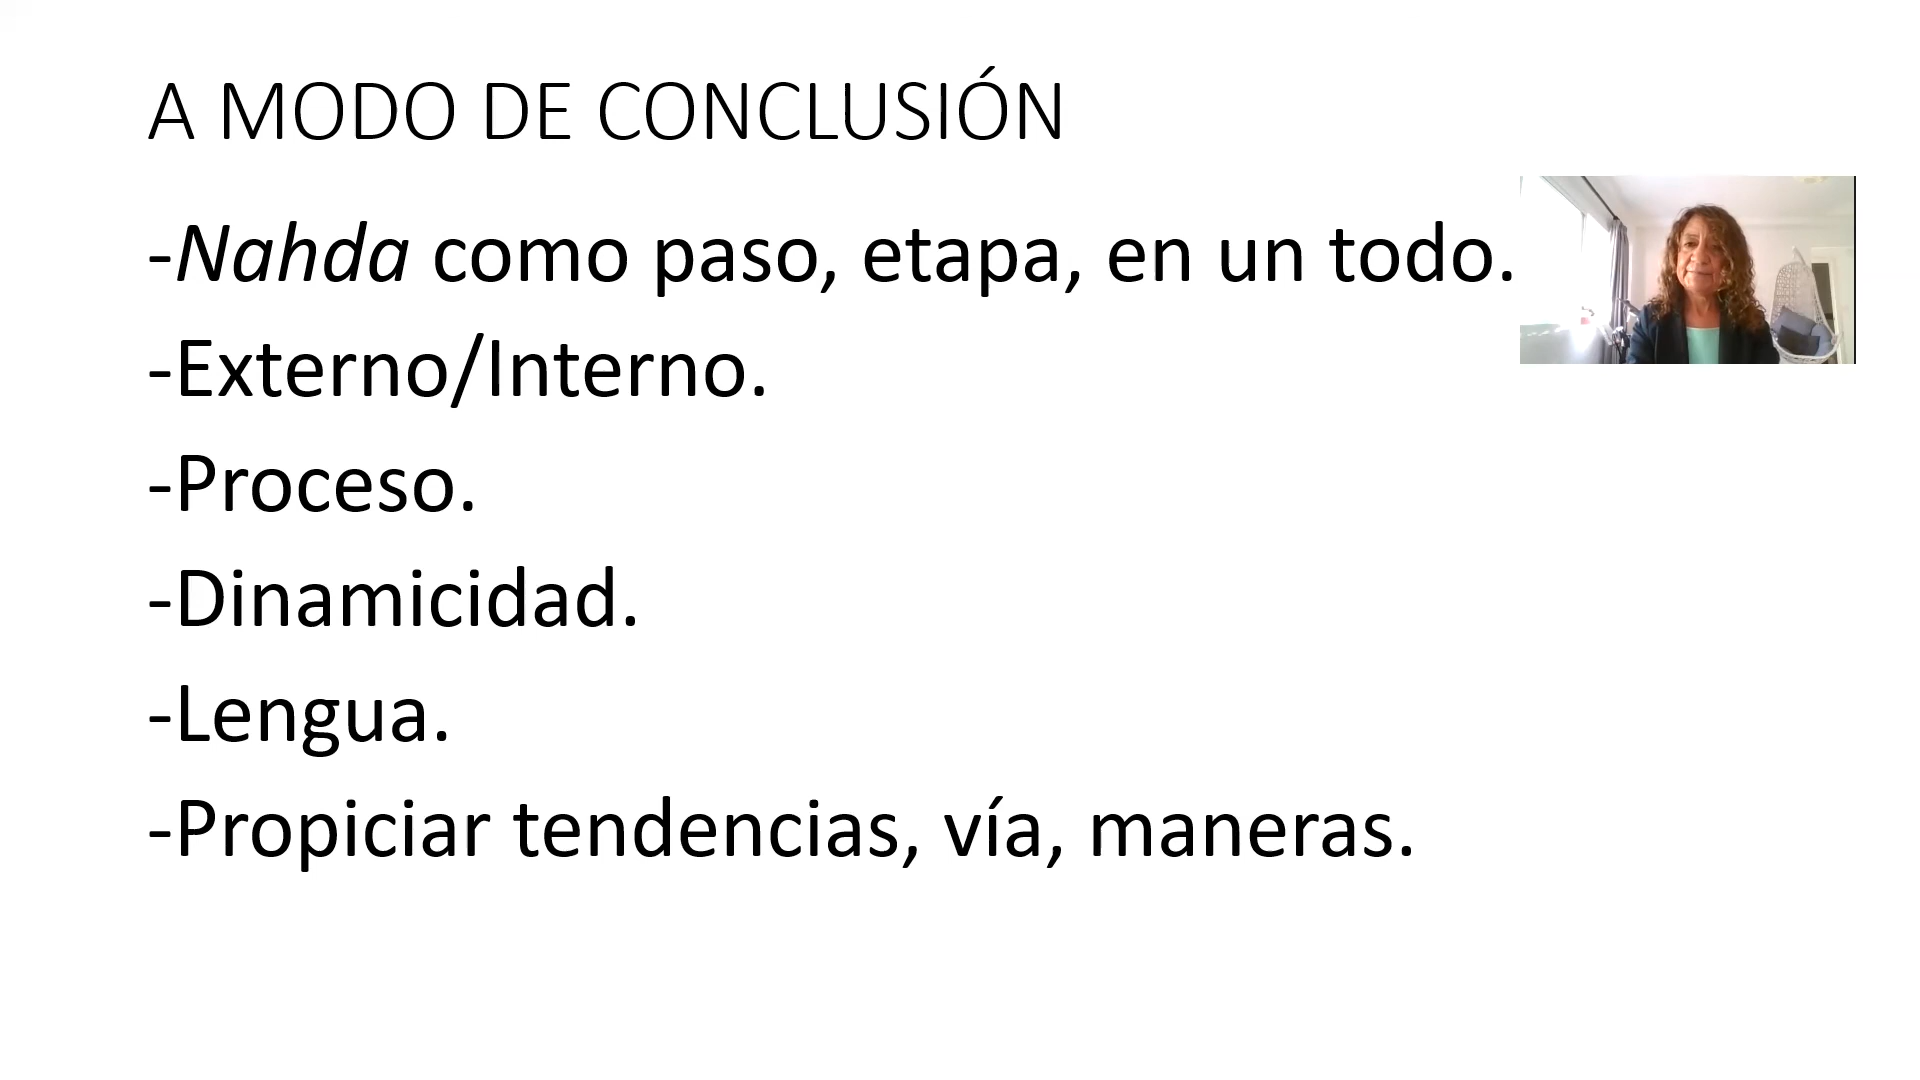 A MODO DE CONCLUSIÓN
-Nahda como paso, etapa, en un todo.
-Externo/Interno.
-Proceso.
-Dinamicidad.
-Lengua.
-Propiciar tendencias, vía, maneras.